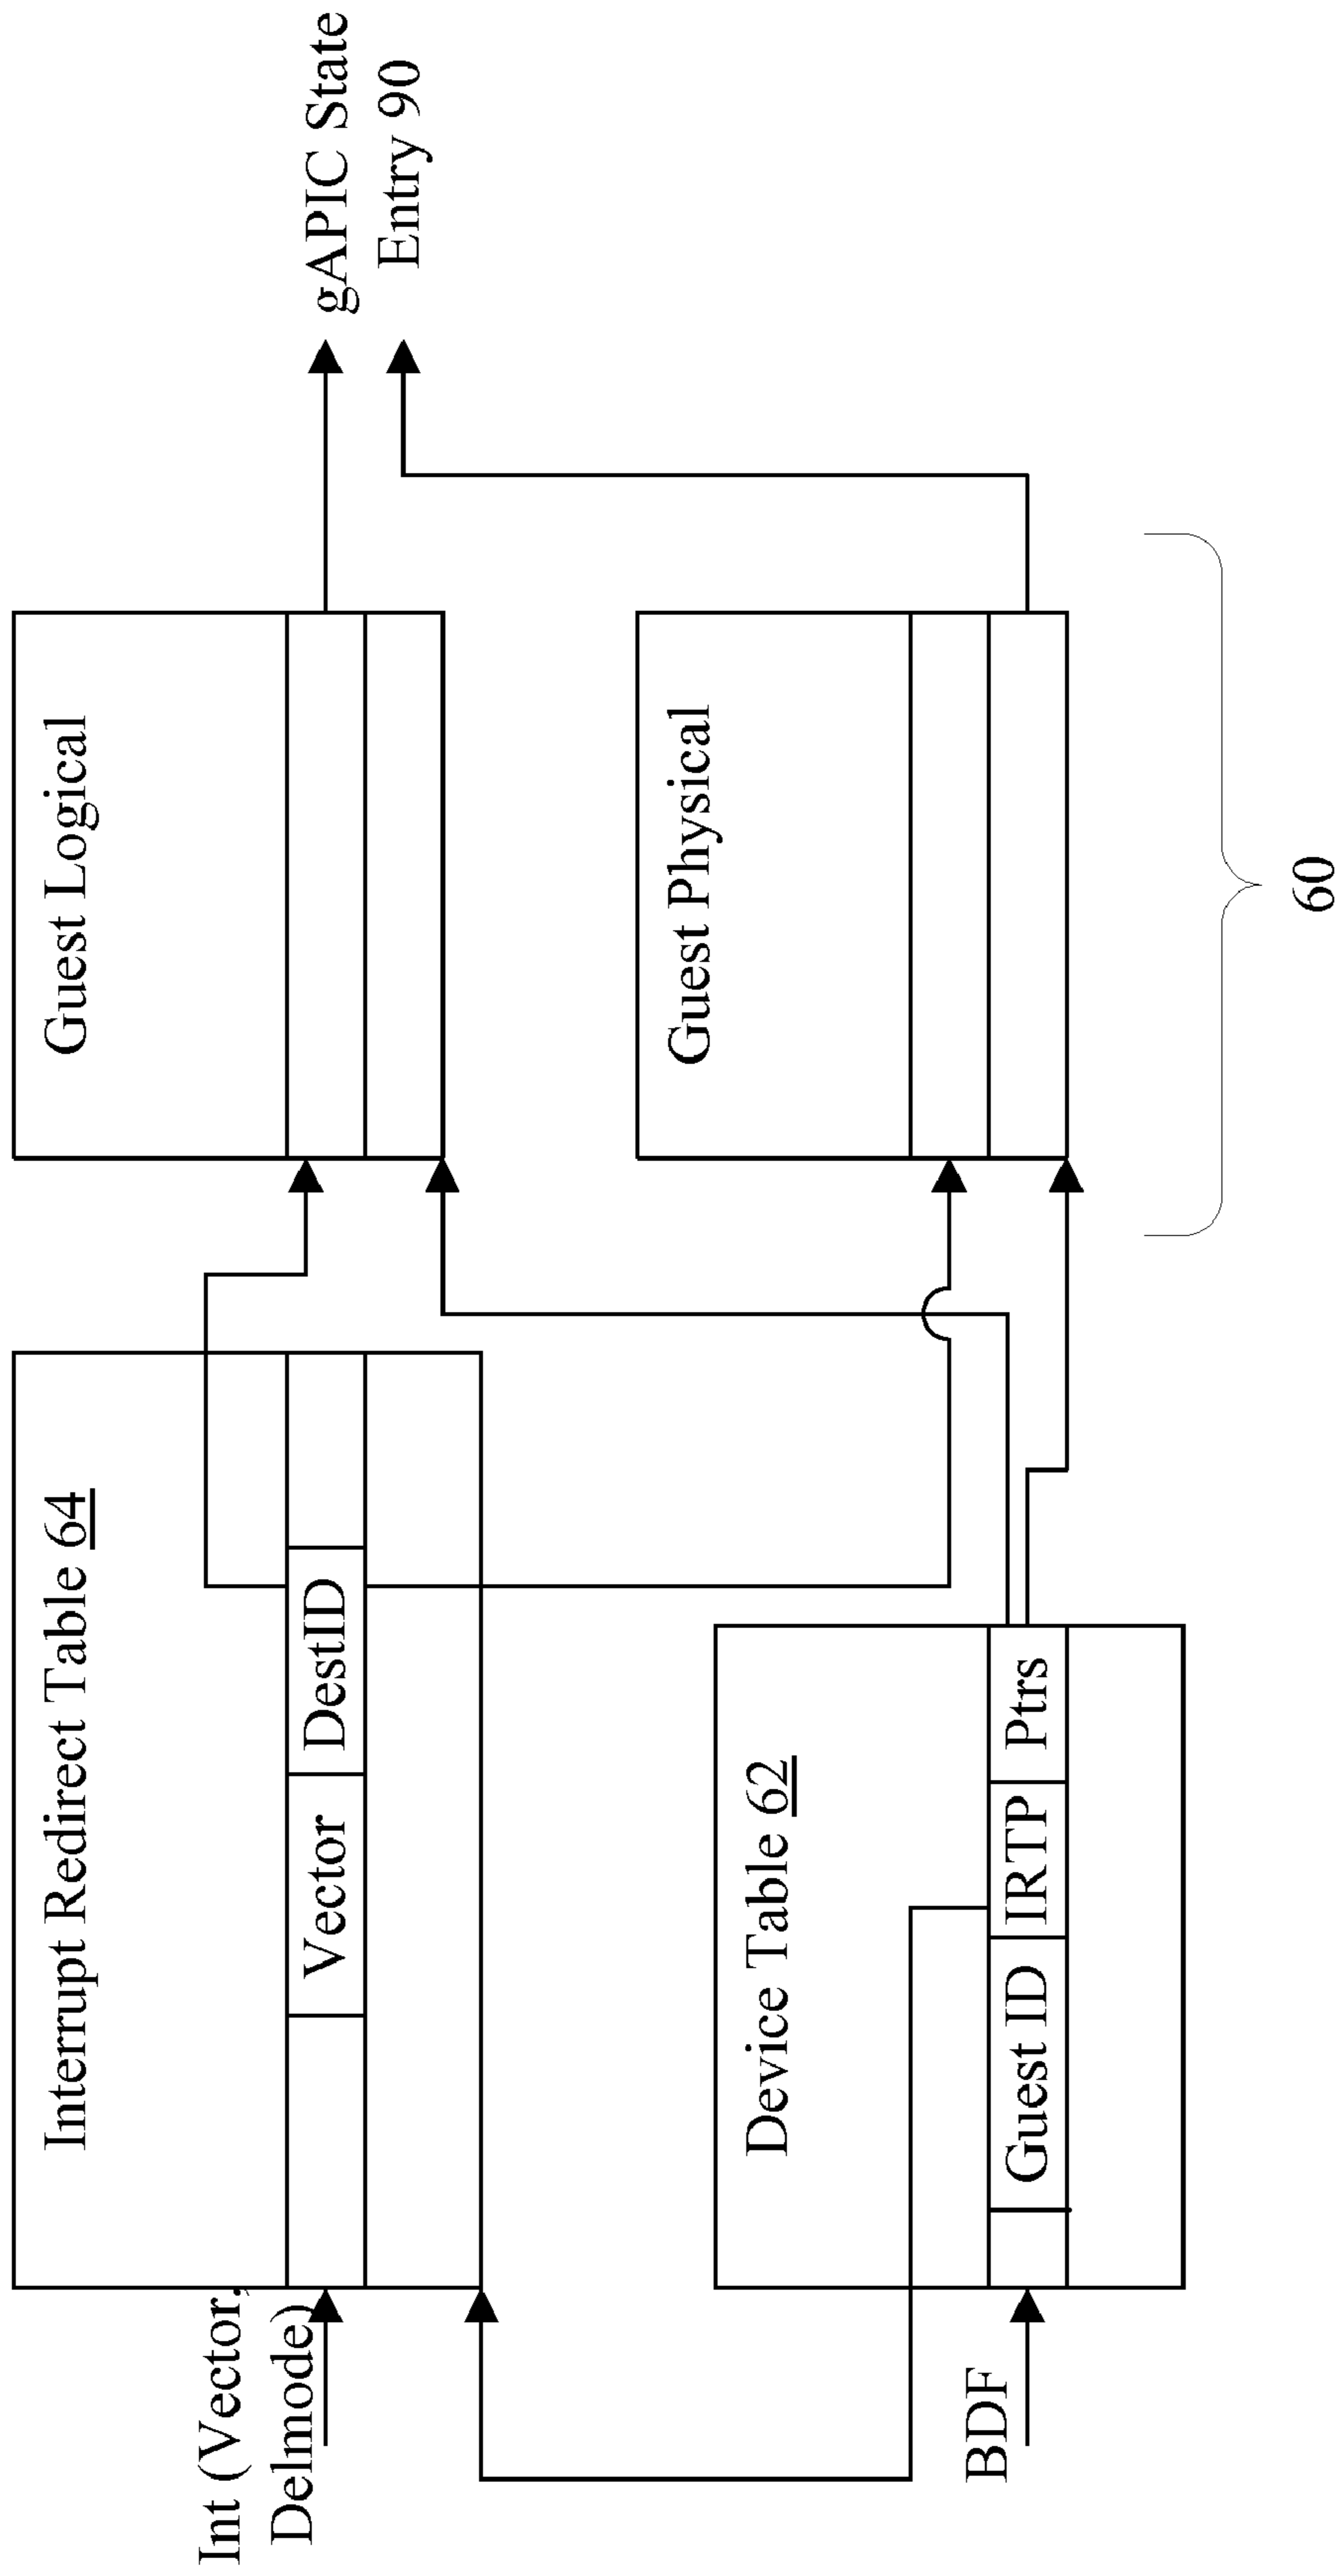 Interrupt Redirect Table 64
Int (Vector,
Delmode)
Vector
DestID
Guest Logical
gAPIC State
Entry 90
Device Table 62
BDF
Guest ID
IRTP
Ptrs
Guest Physical
60